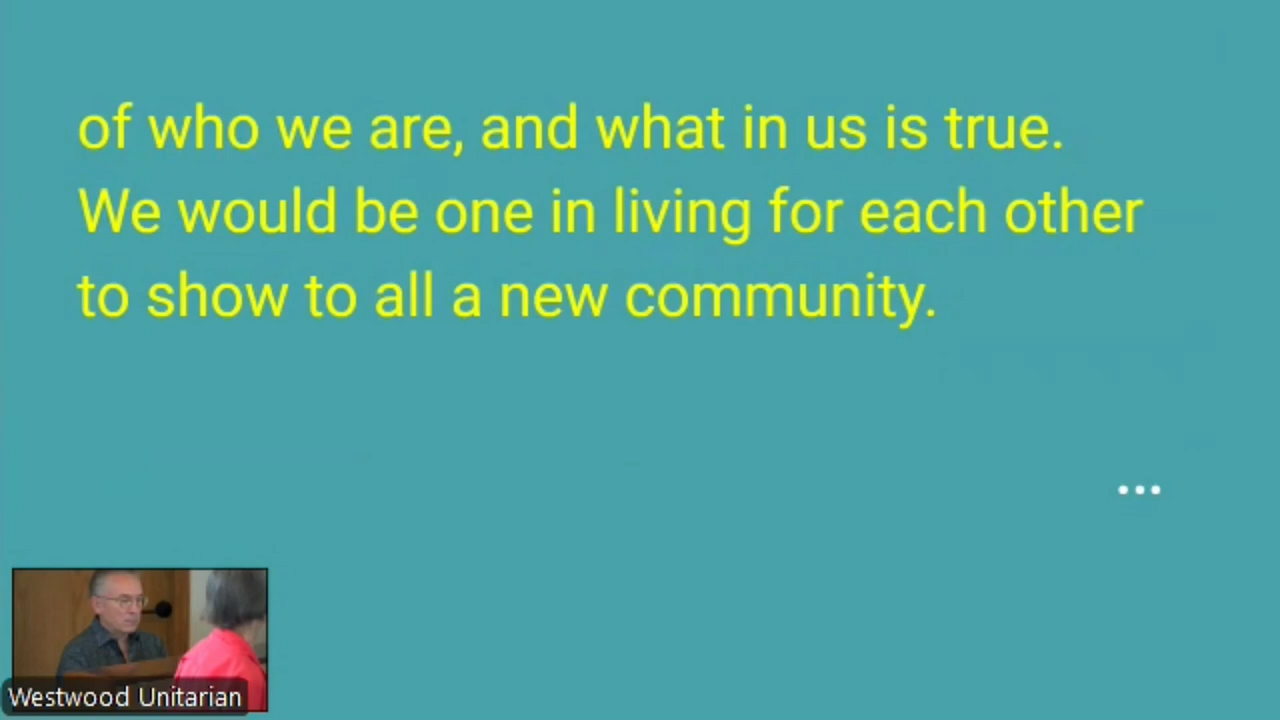 of who we are, and what in us is true.
We would be one in living for each other
to show to all a new community.
...
Westwood Unitarian